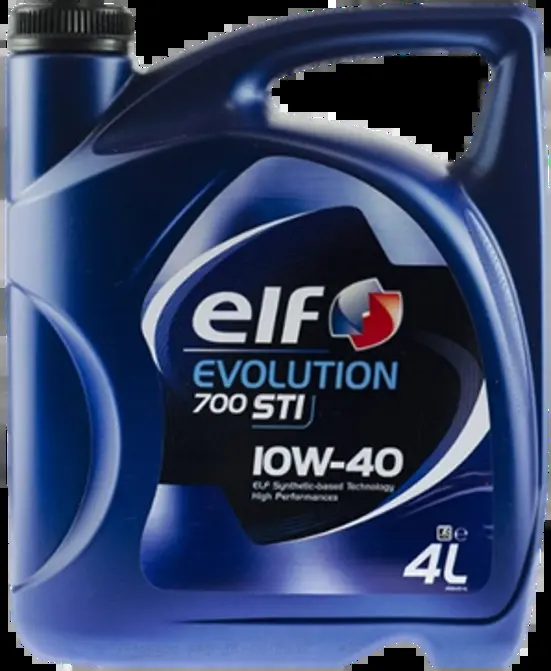 elf
EVOLUTION
700 STI
10W-40
ELF Synthetic-based Technology
High Performances
4L